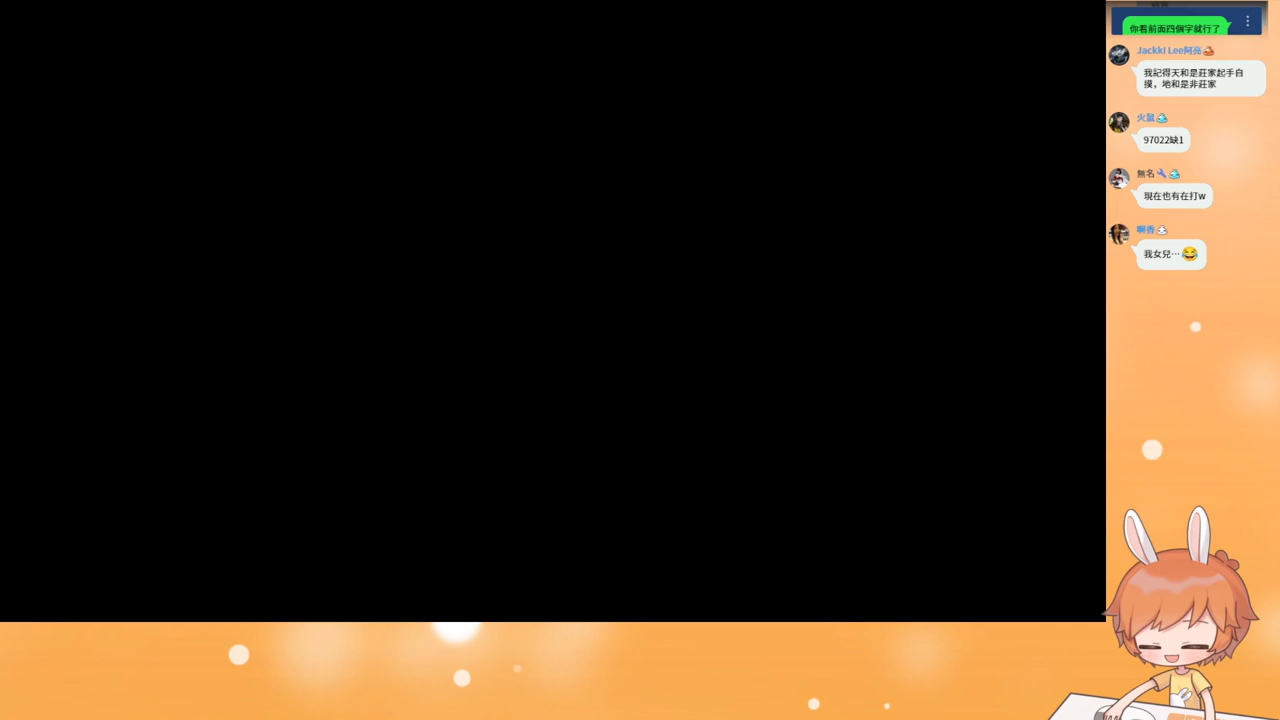 你看前面四個字就行了
JackKi Lee阿亮
我記得天和是莊家起手自
摸，地和是非莊家
火鼠
97022缺1
無名
現在也有在打w
啊香
我女兒…😂